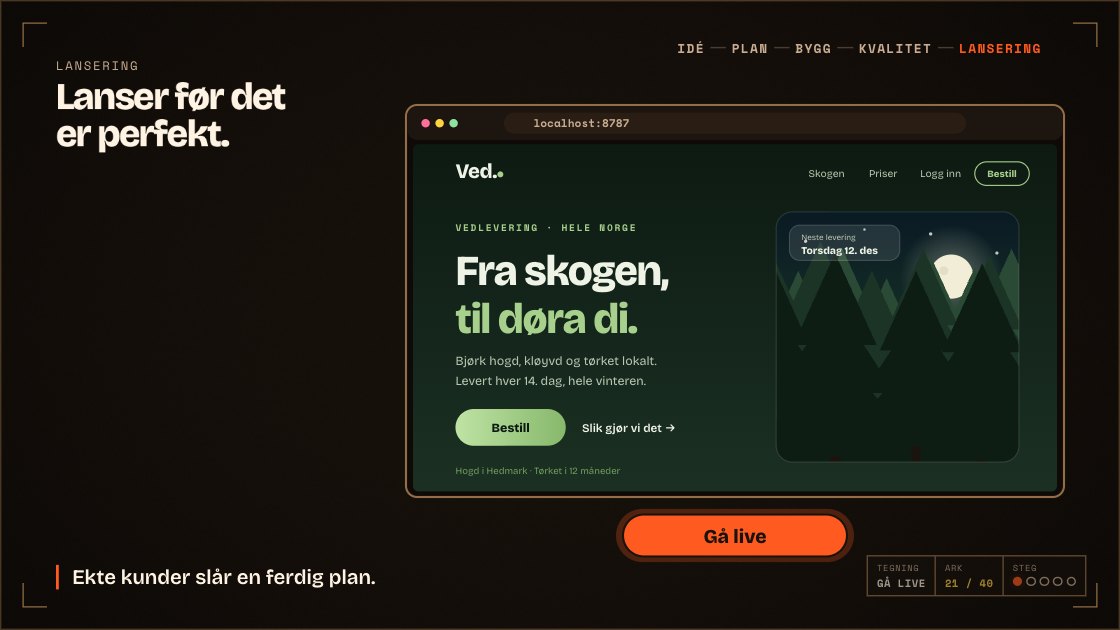 IDÉ — PLAN — BYGG — KVALITET — LANSERING
LANSERING
Lanser før det
er perfekt.
localhost:8787
Ved.
Skogen
Priser
Logg inn
Bestill
VEDLEVERING · HELE NORGE
Fra skogen,
til døra di.
Bjørk hogd, kløyvd og tørket lokalt.
Levert hver 14. dag, hele vinteren.
Bestill
Slik gjør vi det →
Hogd i Hedmark · Tørket i 12 måneder
Neste levering
Torsdag 12. des
Gå live
Ekte kunder slår en ferdig plan.
TEGNING
GÅ LIVE
ARK
21 / 40
STEG